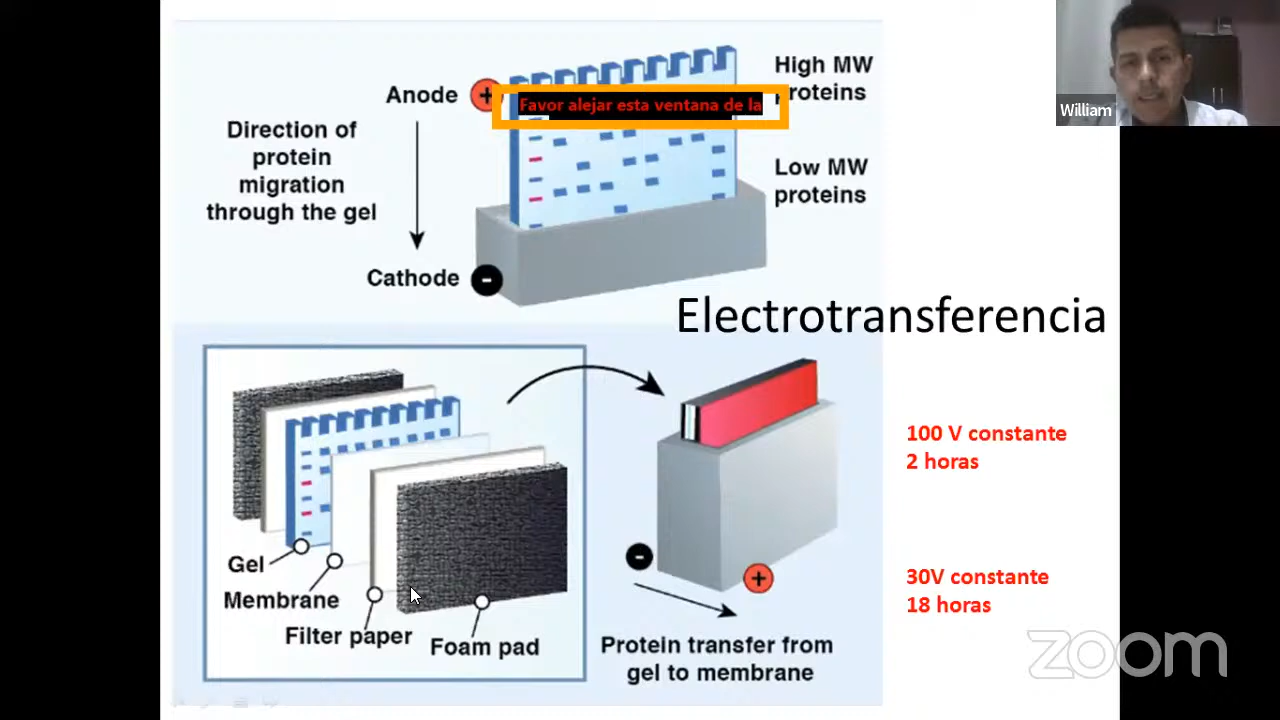 Anode +
High MW
proteins
Favor alejar esta ventana de la
William
Direction of
protein
migration
through the gel
Low MW
proteins
Cathode -
Electrotransferencia
100 V constante
2 horas
Gel
Membrane
Filter paper
Foam pad
-
+
Protein transfer from
gel to membrane
30V constante
18 horas
zoom